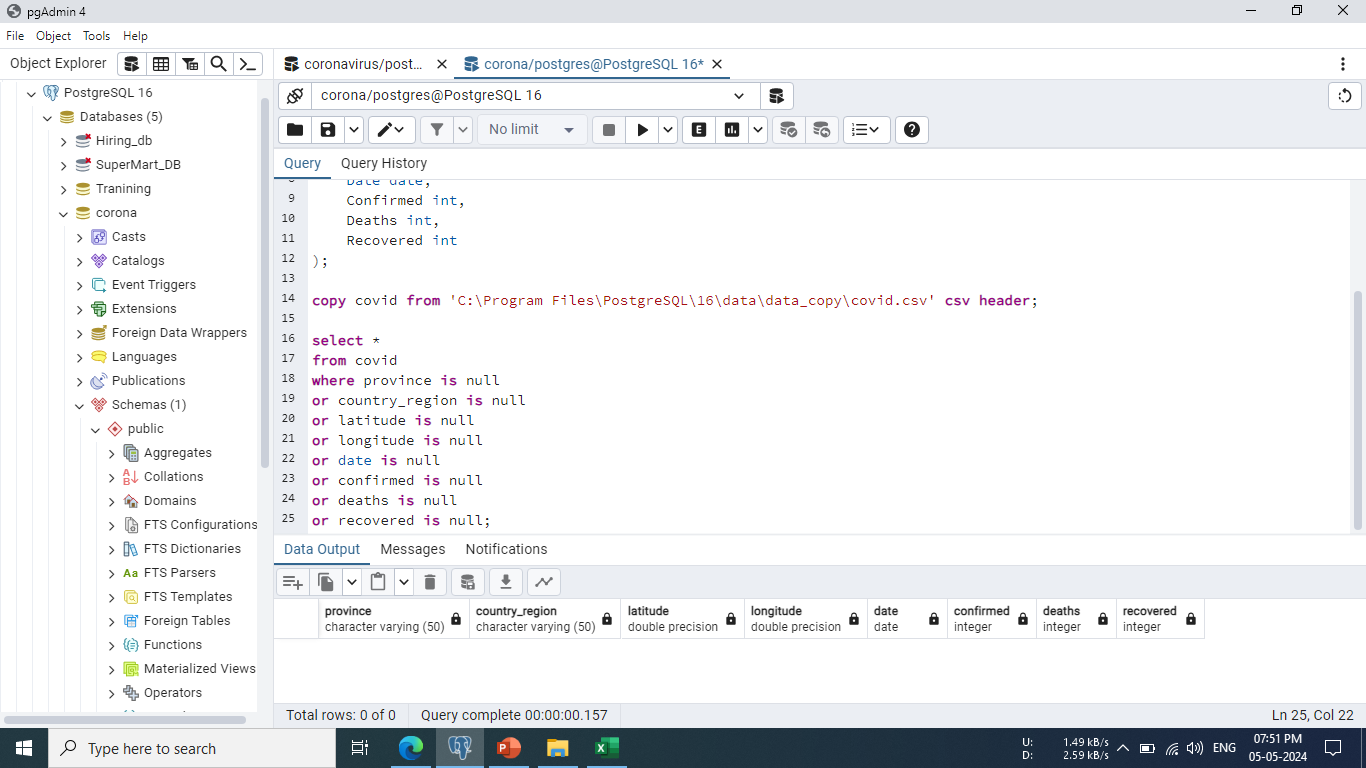 pgAdmin 4
File Object Tools Help
Object Explorer
coronavirus/post...
corona/postgres@PostgreSQL 16*
PostgreSQL 16
Databases (5)
Hiring_db
SuperMart_DB
Tranining
corona
Casts
Catalogs
Event Triggers
Extensions
Foreign Data Wrappers
Languages
Publications
Schemas (1)
public
Aggregates
Collations
Domains
FTS Configurations
FTS Dictionaries
FTS Parsers
FTS Templates
Foreign Tables
Functions
Materialized Views
Operators
corona/postgres@PostgreSQL 16
No limit
E
Query Query History
8 Date date,
9 Confirmed int,
10 Deaths int,
11 Recovered int
12 );
13
14 copy covid from 'C:\Program Files\PostgreSQL\16\data\data_copy\covid.csv' csv header;
15
16 select *
17 from covid
18 where province is null
19 or country_region is null
20 or latitude is null
21 or longitude is null
22 or date is null
23 or confirmed is null
24 or deaths is null
25 or recovered is null;
Data Output Messages Notifications
province country_region latitude longitude date confirmed deaths recovered
character varying (50) character varying (50) double precision double precision date integer integer integer
Total rows: 0 of 0 Query complete 00:00:00.157 Ln 25, Col 22
Type here to search
U: 1.49 kB/s
D: 2.59 kB/s
ENG
07:51 PM
05-05-2024